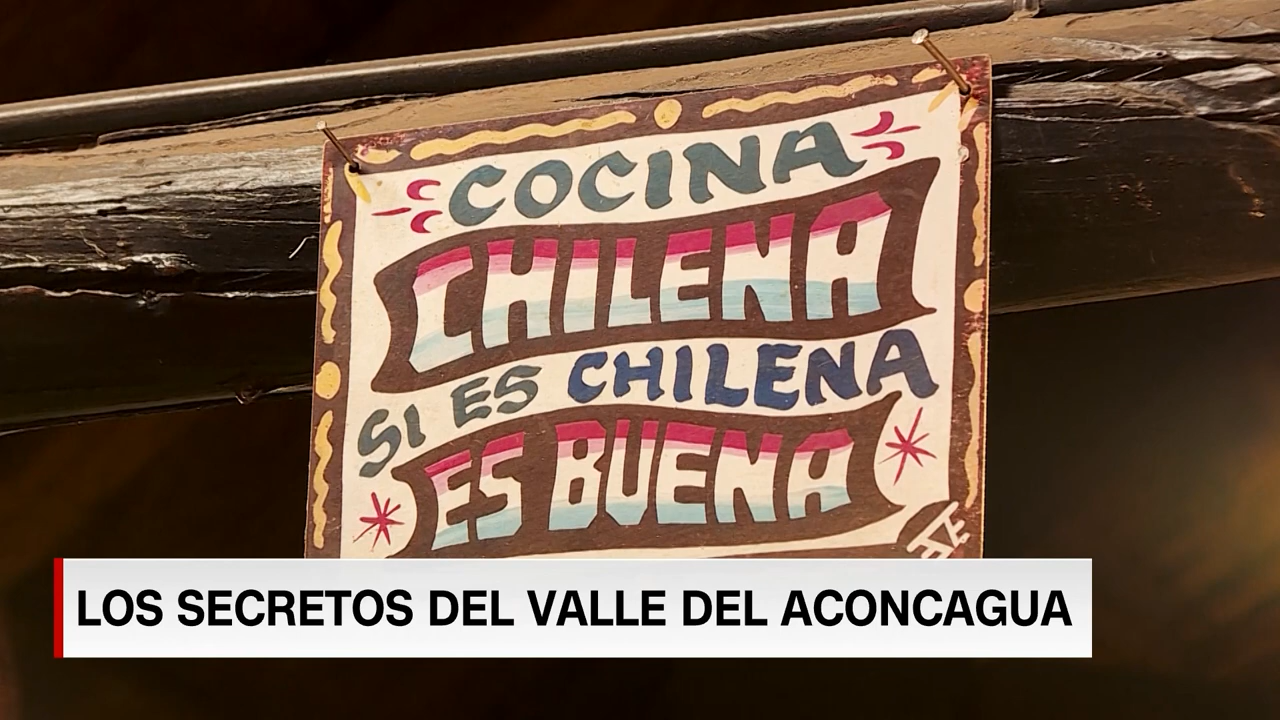 COCINA
CHILENA
SI ES CHILENA
ES BUENA
LOS SECRETOS DEL VALLE DEL ACONCAGUA